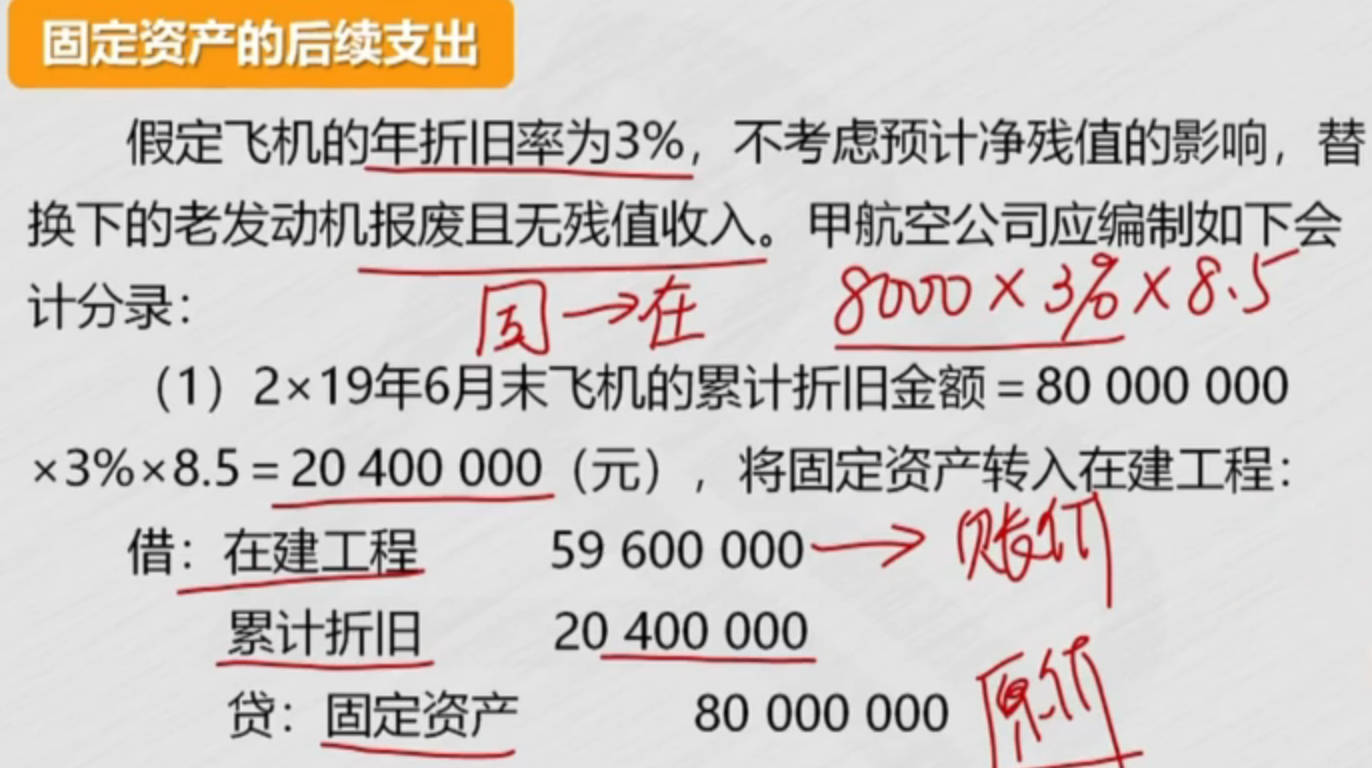 固定资产的后续支出
假定飞机的年折旧率为3%，不考虑预计净残值的影响，替
换下的老发动机报废且无残值收入。甲航空公司应编制如下会
计分录：
固→在
8000×3%×8.5
（1）2×19年6月末飞机的累计折旧金额=80 000 000
×3%×8.5=20 400 000（元），将固定资产转入在建工程：
借：在建工程 59 600 000→账价
累计折旧 20 400 000
贷：固定资产 80 000 000 原价